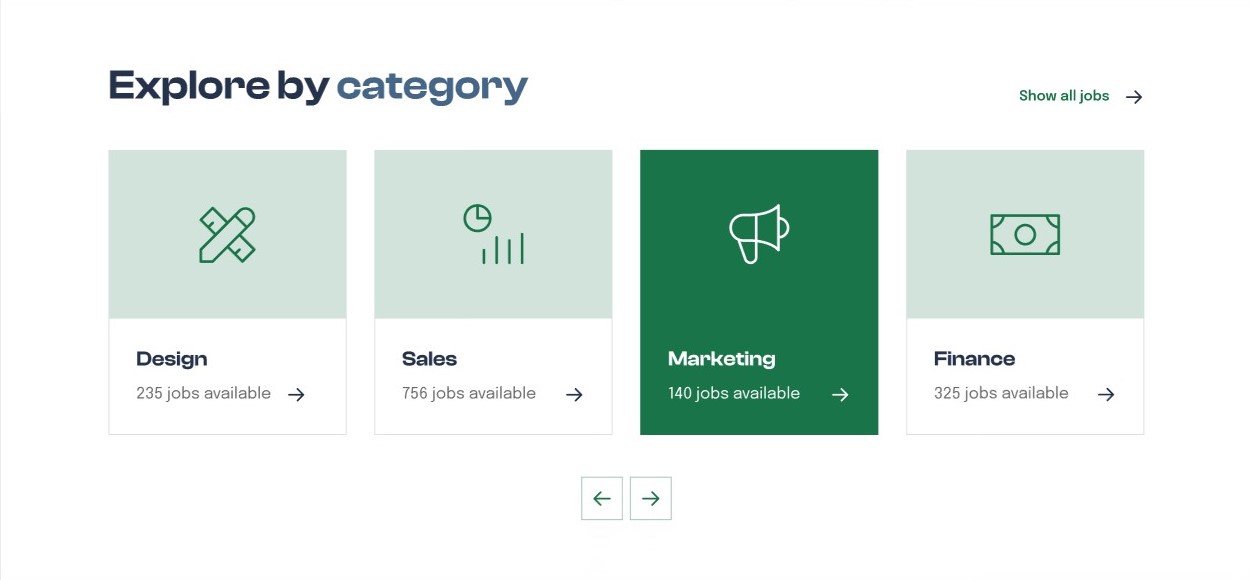 Explore by category
Show all jobs
Design
235 jobs available
Sales
756 jobs available
Marketing
140 jobs available
Finance
325 jobs available